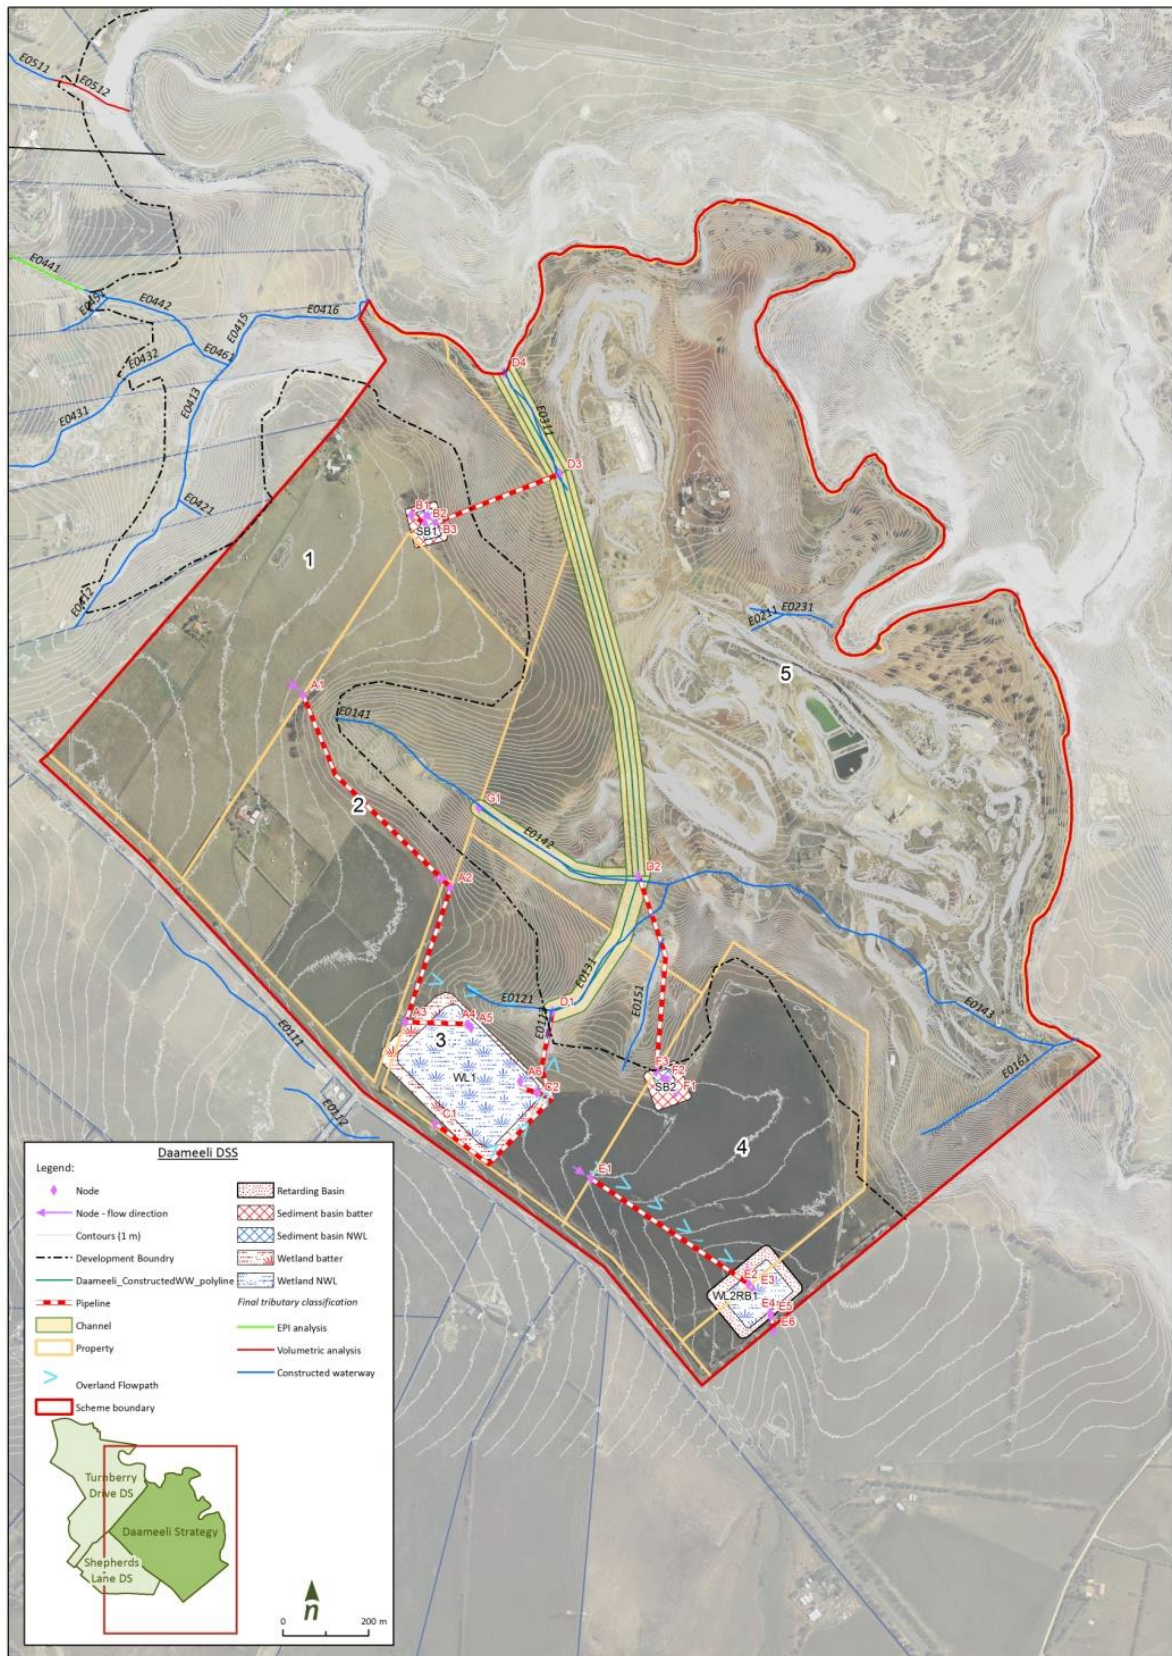 E0511
E0512
E0441
E0451
E0442
E0415
E0416
E0432
E0461
E0431
E0413
E0421
E0412
D4
E0311
D3
B1
B2
SB1
B3
1
E0211
E0231
5
A1
E0141
2
G1
E0142
D2
A2
E0131
E0121
D1
E0113
E0151
E0143
E0161
E0111
E0112
A3
A4
A5
3
WL1
A6
C2
C1
F3
F2
SB2
F1
4
E1
E2
E3
WL2RB1
E4
E5
E6
Daameeli DSS
Legend:
Node
Node - flow direction
Contours (1 m)
Development Boundry
Daameeli_ConstructedWW_polyline
Pipeline
Channel
Property
Overland Flowpath
Scheme boundary
Retarding Basin
Sediment basin batter
Sediment basin NWL
Wetland batter
Wetland NWL
Final tributary classification
EPI analysis
Volumetric analysis
Constructed waterway
Turnberry
Drive DS
Daameeli Strategy
Shepherds
Lane DS
n
0 200 m